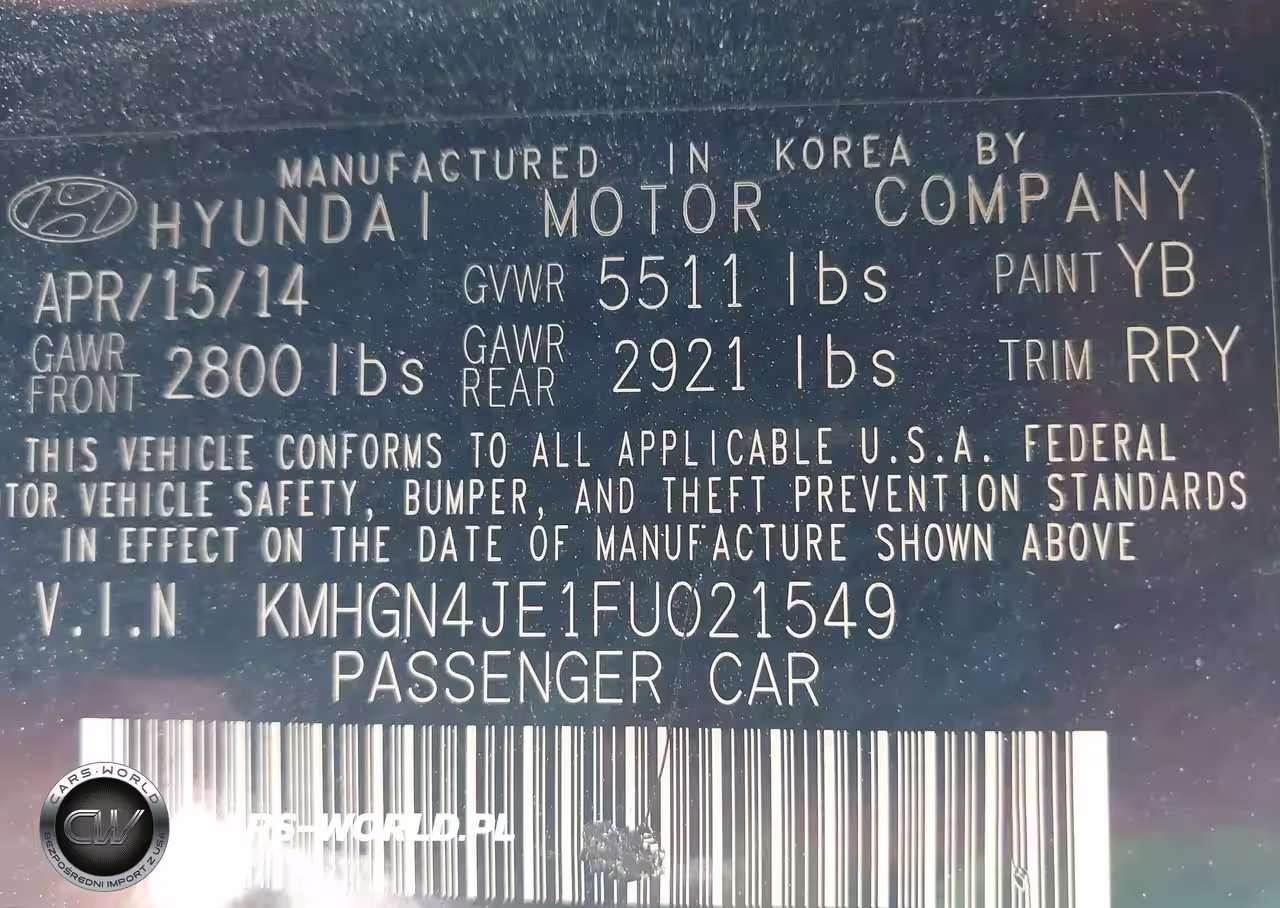 MANUFACTURED IN KOREA BY
HYUNDAI MOTOR COMPANY
APR/15/14 GVWR 5511 lbs PAINT YB
GAWR FRONT 2800 lbs GAWR REAR 2921 lbs TRIM RRY
THIS VEHICLE CONFORMS TO ALL APPLICABLE U.S.A. FEDERAL
TOR VEHICLE SAFETY, BUMPER, AND THEFT PREVENTION STANDARDS
IN EFFECT ON THE DATE OF MANUFACTURE SHOWN ABOVE
V.I.N KMHGN4JE1FU021549
PASSENGER CAR
CARS-WORLD
CW
BEZPOŚREDNI IMPORT Z USA
CARS-WORLD.PL